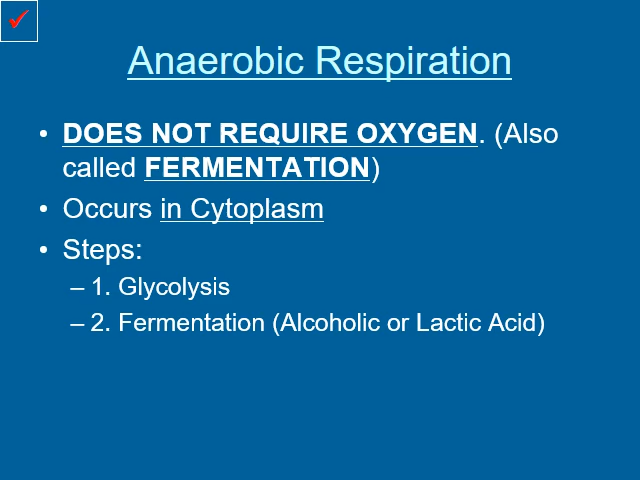 Anaerobic Respiration
• DOES NOT REQUIRE OXYGEN. (Also
called FERMENTATION)
• Occurs in Cytoplasm
• Steps:
– 1. Glycolysis
– 2. Fermentation (Alcoholic or Lactic Acid)